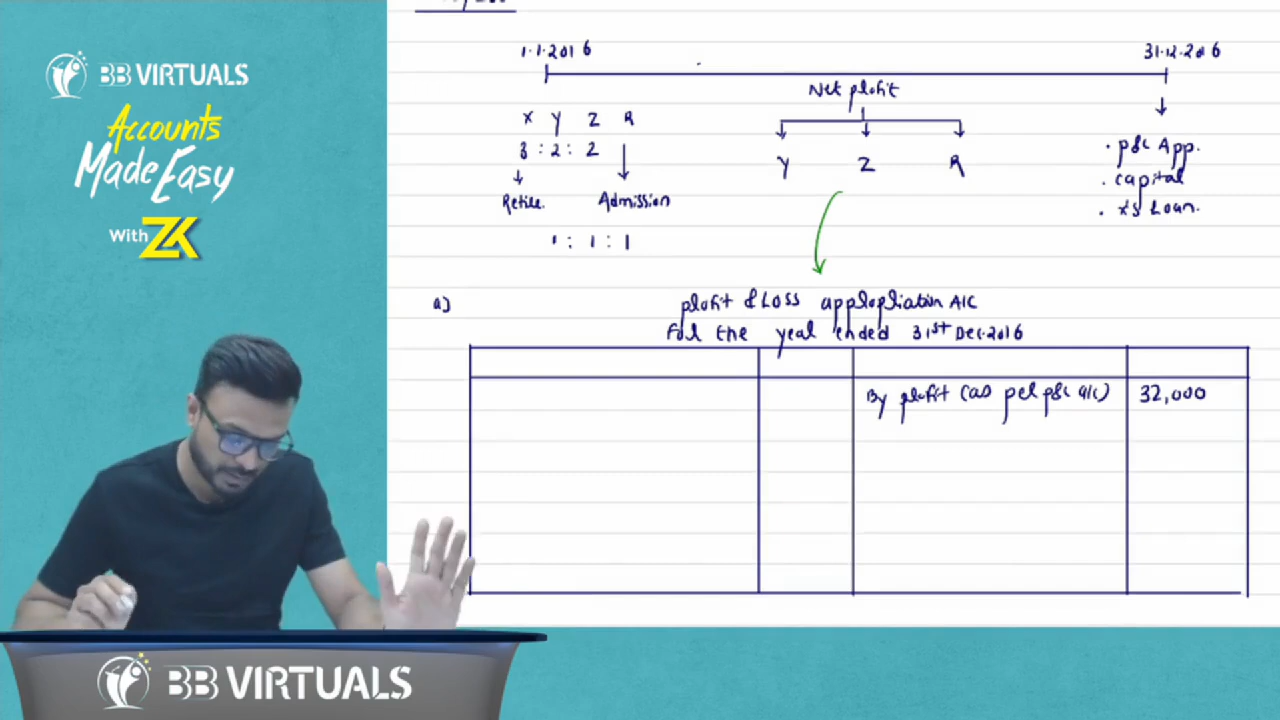 BB VIRTUALS
Accounts
Made Easy
With ZK
1.1.2016
31.12.2016
Net profit
X Y Z R
3 : 2 : 2
Y Z R
Retire.
Admission
1 : 1 : 1
. P&L App.
. Capital
. X's Loan.
a)
Profit & Loss appropriation A/C
For the year ended 31st Dec. 2016
By profit (as per P&L a/c) 32,000
BB VIRTUALS